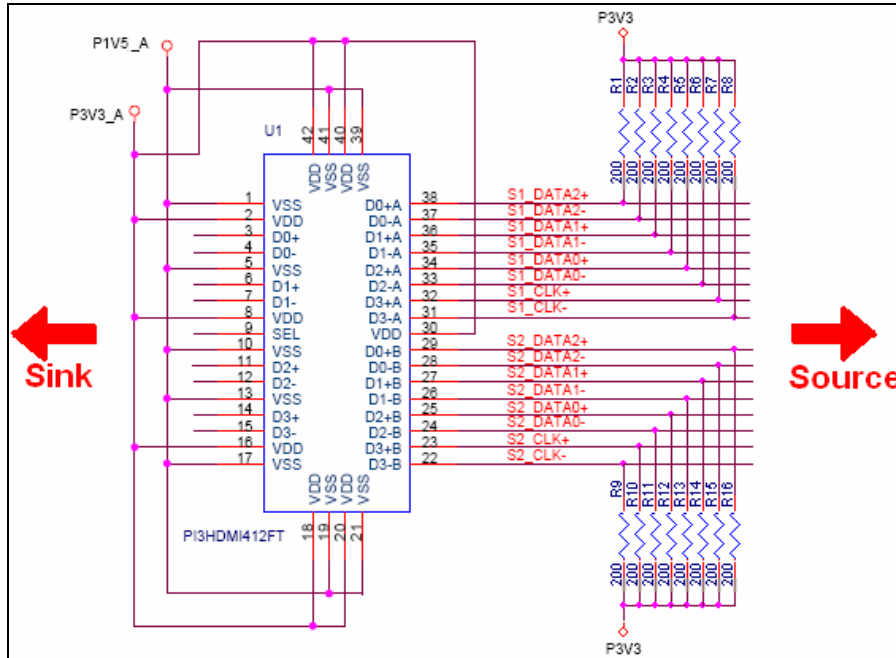 P1V5_A
P3V3_A
P3V3
R1 R2 R3 R4 R5 R6 R7 R8
200 200 200 200 200 200 200 200
U1
42 41 40 39
VDD VSS VDD VSS
1 VSS D0+A 38 S1_DATA2+
2 VDD D0-A 37 S1_DATA2-
3 D0+ D1+A 36 S1_DATA1+
4 D0- D1-A 35 S1_DATA1-
5 VSS D2+A 34 S1_DATA0+
6 D1+ D2-A 33 S1_DATA0-
7 D1- D3+A 32 S1_CLK+
8 VDD D3-A 31 S1_CLK-
9 SEL VDD 30
10 VSS D0+B 29 S2_DATA2+
11 D2+ D0-B 28 S2_DATA2-
12 D2- D1+B 27 S2_DATA1+
13 VSS D1-B 26 S2_DATA1-
14 D3+ D2+B 25 S2_DATA0+
15 D3- D2-B 24 S2_DATA0-
16 VDD D3+B 23 S2_CLK+
17 VSS D3-B 22 S2_CLK-
Sink
Source
VDD VSS VDD VSS
18 19 20 21
PI3HDMI412FT
R9 R10 R11 R12 R13 R14 R15 R16
200 200 200 200 200 200 200 200
P3V3